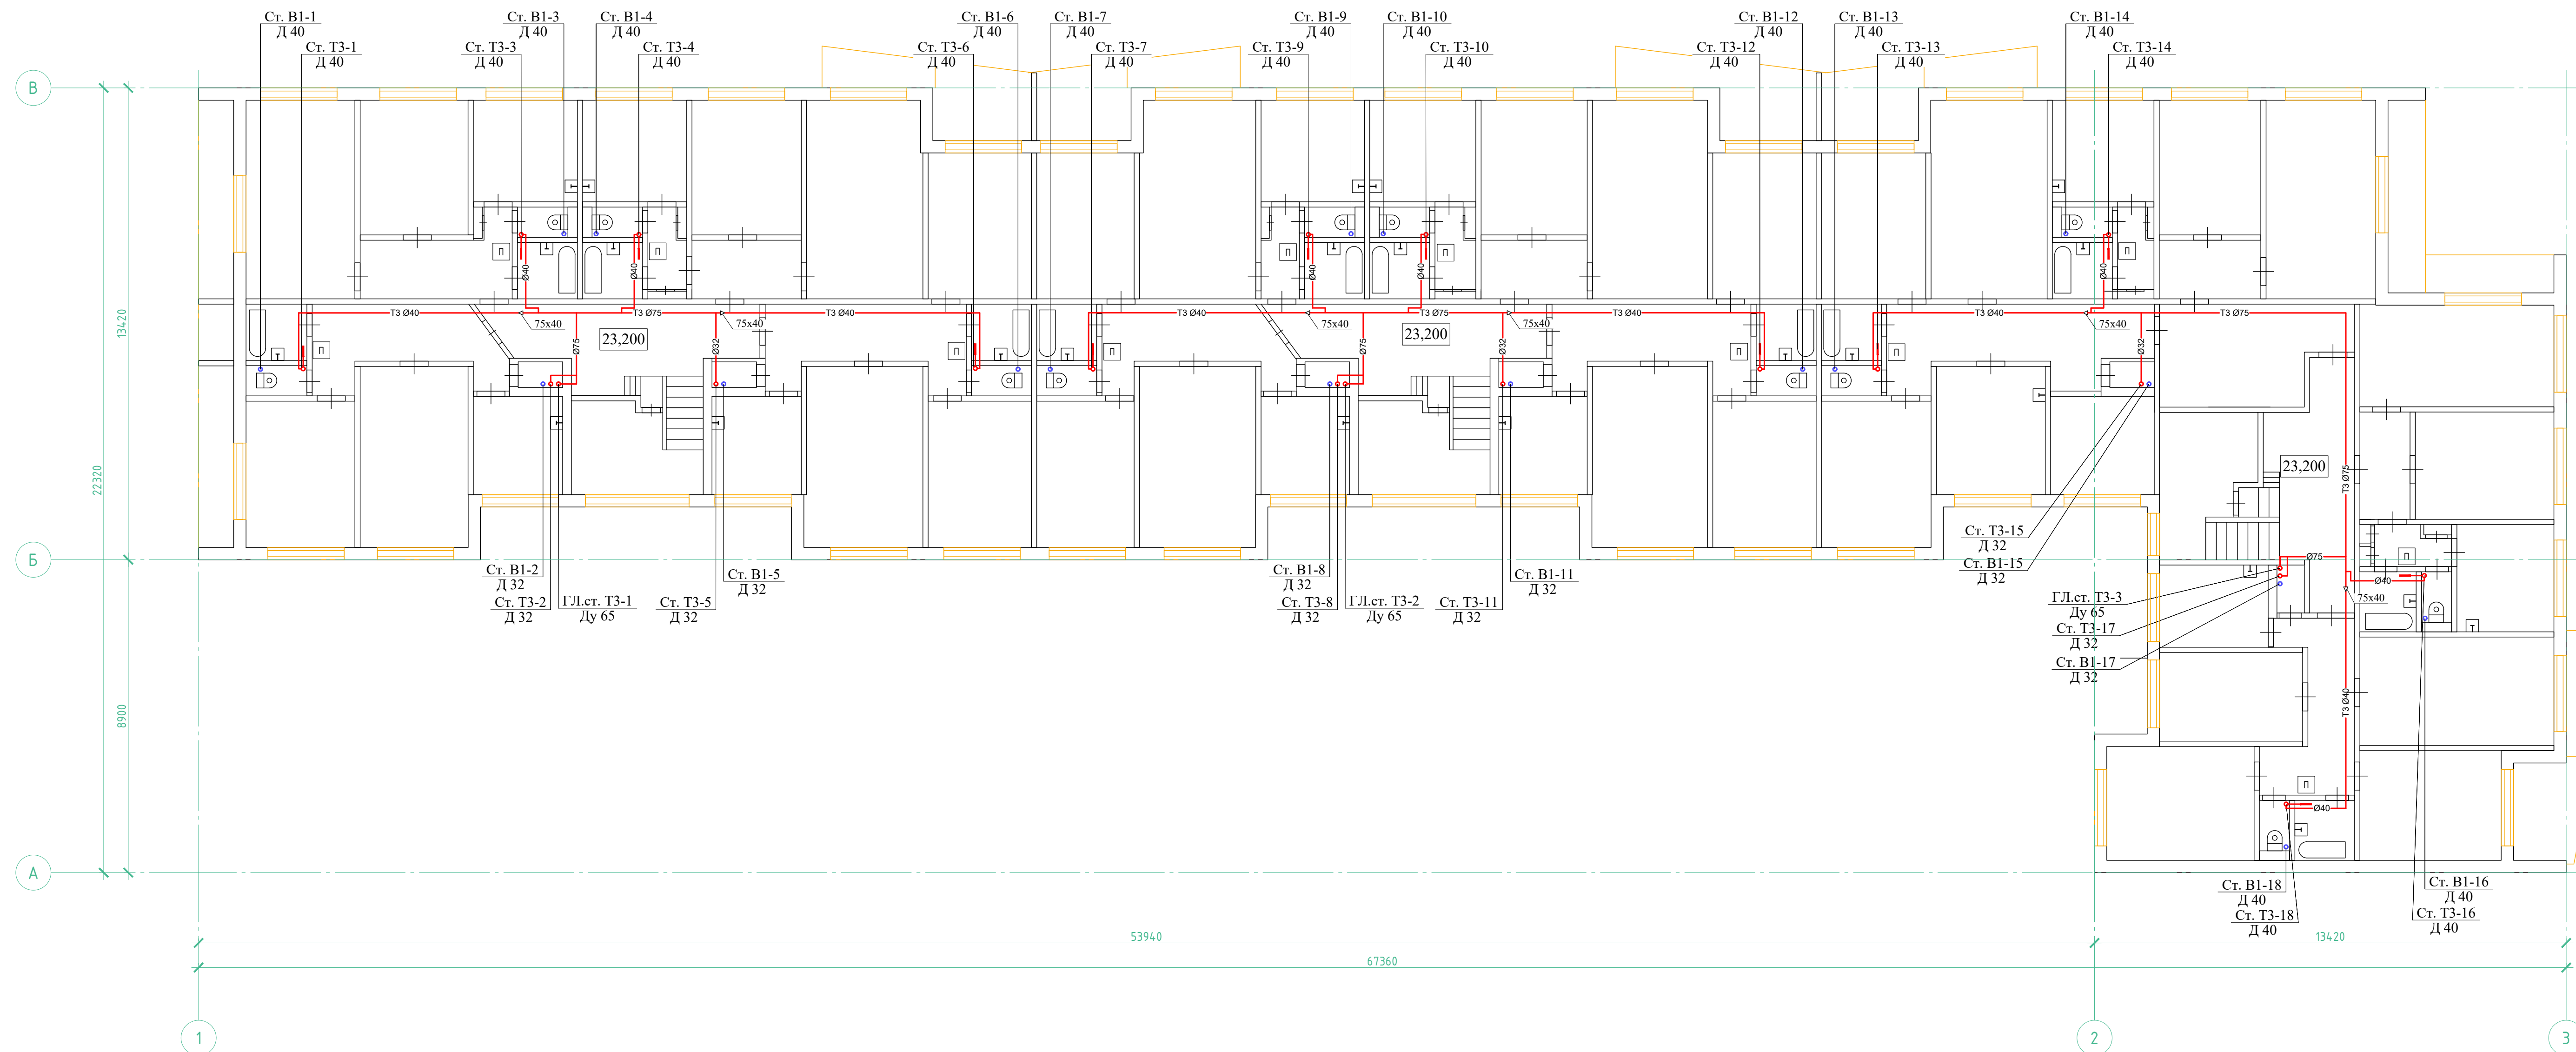 Ст. В1-1
Д 40
Ст. Т3-1
Д 40
Ст. В1-3
Д 40
Ст. Т3-3
Д 40
Ст. В1-4
Д 40
Ст. Т3-4
Д 40
Ст. В1-6
Д 40
Ст. Т3-6
Д 40
Ст. В1-7
Д 40
Ст. Т3-7
Д 40
Ст. В1-9
Д 40
Ст. Т3-9
Д 40
Ст. В1-10
Д 40
Ст. Т3-10
Д 40
Ст. В1-12
Д 40
Ст. Т3-12
Д 40
Ст. В1-13
Д 40
Ст. Т3-13
Д 40
Ст. В1-14
Д 40
Ст. Т3-14
Д 40
В
П
П
П
П
П
Ø40
Ø40
Ø40
Ø40
Ø40
Т3 Ø40
75х40
Т3 Ø75
75х40
Т3 Ø40
Т3 Ø40
75х40
Т3 Ø75
75х40
Т3 Ø40
Т3 Ø40
75х40
Т3 Ø75
23,200
23,200
13420
П
Ø75
Ø32
П
П
Ø75
Ø32
П
П
Ø32
22320
23,200
Т3 Ø75
Ст. Т3-15
Д 32
Ст. В1-15
Д 32
Б
Ø75
П
Ø40
75х40
Ст. В1-2
Д 32
Ст. Т3-2
Д 32
ГЛ.ст. Т3-1
Ду 65
Ст. Т3-5
Д 32
Ст. В1-5
Д 32
Ст. В1-8
Д 32
Ст. Т3-8
Д 32
ГЛ.ст. Т3-2
Ду 65
Ст. Т3-11
Д 32
Ст. В1-11
Д 32
ГЛ.ст. Т3-3
Ду 65
Ст. Т3-17
Д 32
Ст. В1-17
Д 32
8900
Т3 Ø40
П
Ø40
А
Ст. В1-18
Д 40
Ст. Т3-18
Д 40
Ст. В1-16
Д 40
Ст. Т3-16
Д 40
53940
13420
67360
1
2
3